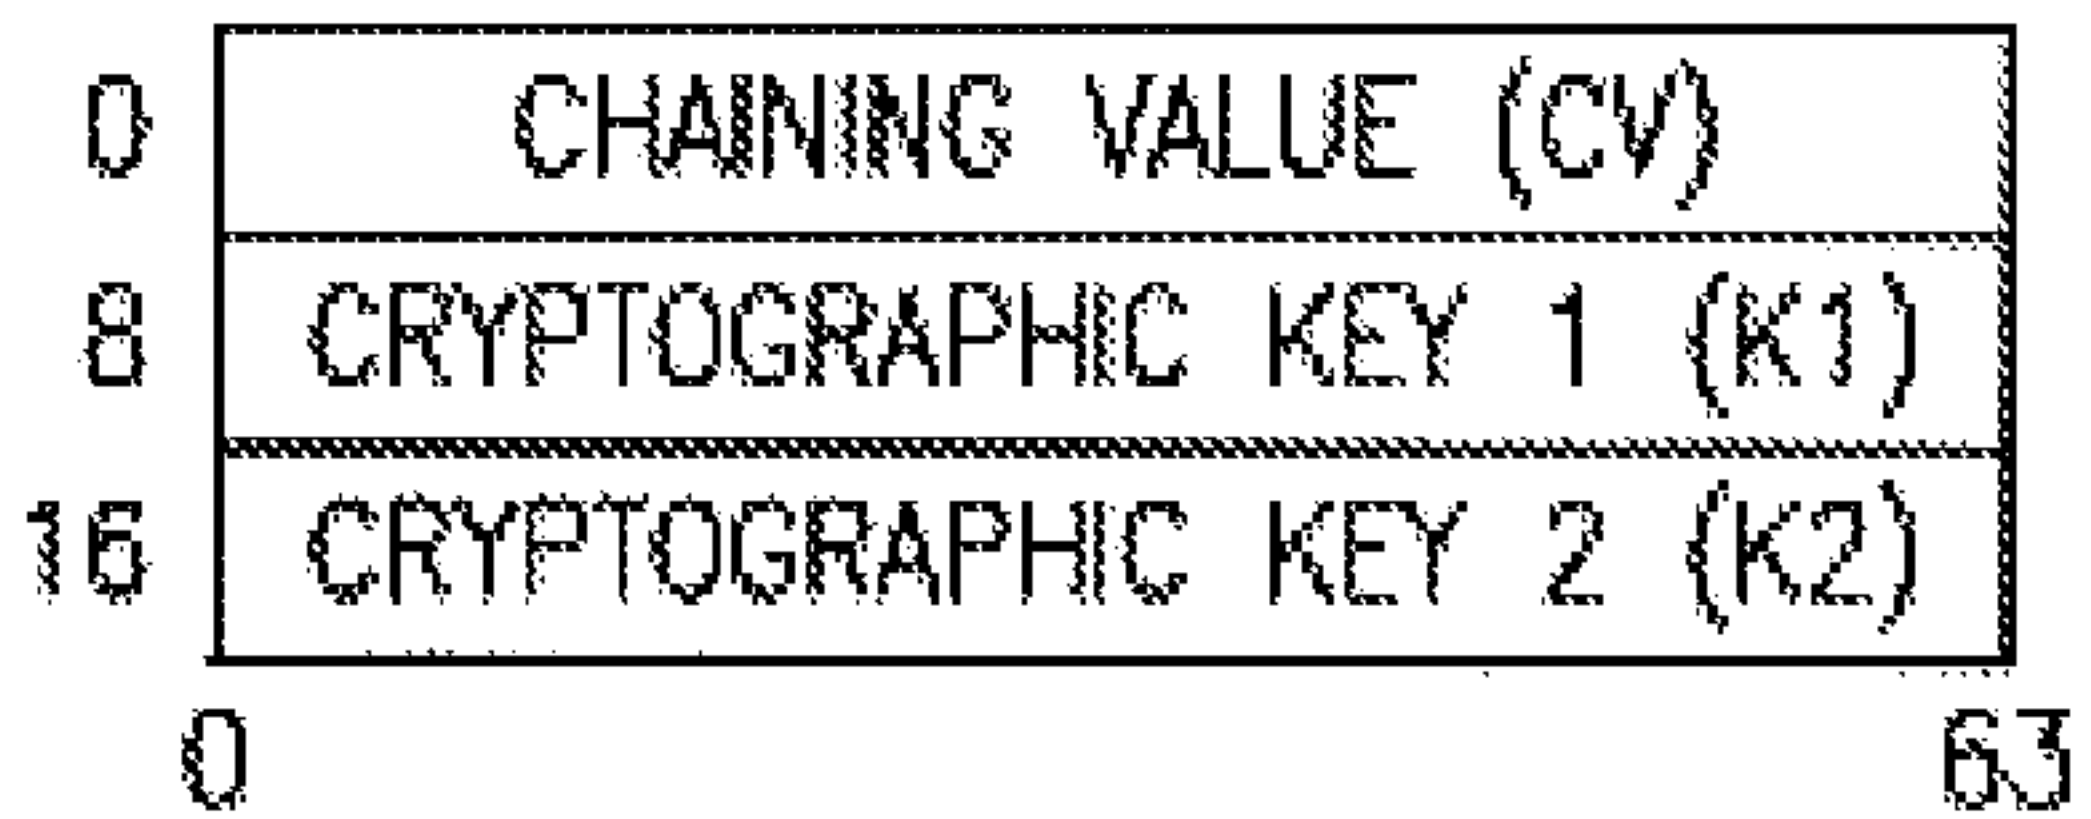 0 CHAINING VALUE (CV)
8 CRYPTOGRAPHIC KEY 1 (K1)
16 CRYPTOGRAPHIC KEY 2 (K2)
0 63